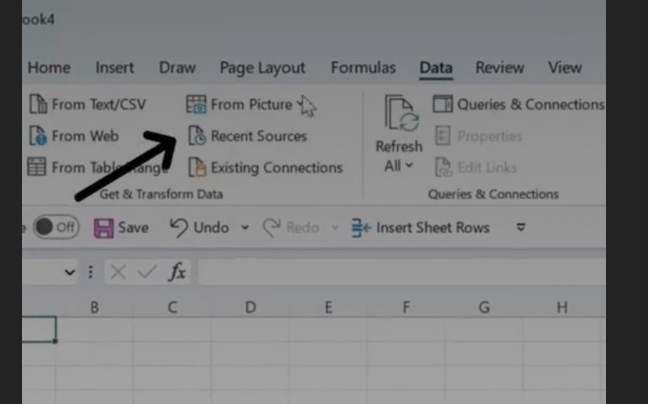 ook4
Home Insert Draw Page Layout Formulas Data Review View
From Text/CSV From Picture Queries & Connections
From Web Recent Sources Refresh All Properties
From Table/Range Existing Connections Edit Links
Get & Transform Data Queries & Connections
e Off Save Undo Redo Insert Sheet Rows
fx
B C D E F G H